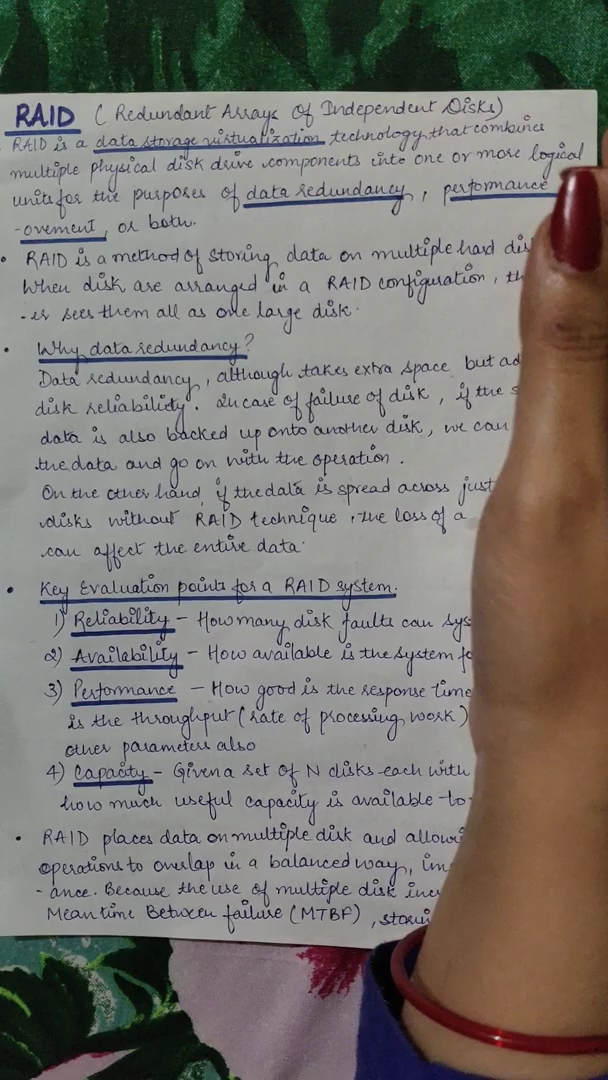 RAID ( Redundant Arrays Of Independent Disks)
RAID is a data storage virtualization technology that combines
multiple physical disk drive components into one or more logical
units for the purposes of data redundancy, performance
-ovement, or both.
• RAID is a method of storing data on multiple hard
When disk are arranged in a RAID configuration,
-er sees them all as one large disk.
• Why data redundancy?
Data redundancy, although takes extra space but
disk reliability. In case of failure of disk, if the
data is also backed up onto another disk, we can
the data and go on with the operation.
On the other hand, if the data is spread across just
disks without RAID technique, the loss of a
can affect the entire data.
• Key Evaluation points for a RAID system.
1) Reliability - How many disk faults can
2) Availability - How available is the system
3) Performance - How good is the response time
is the throughput (rate of processing work)
other parameters also
4) Capacity - Given a set of N disks each with
how much useful capacity is available to
• RAID places data on multiple disk and
operations to overlap in a balanced way,
-ance. Because the use of multiple disk
Mean time Between failure (MTBF),